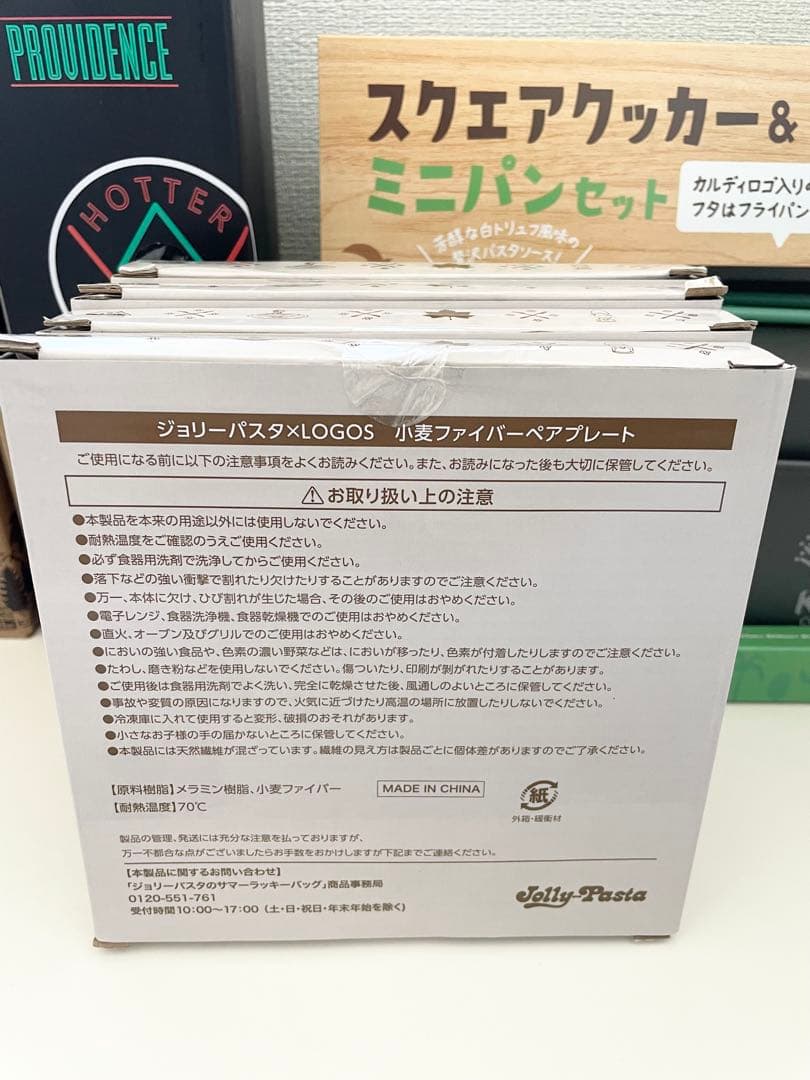 PROVIDENCE
HOTTER
スクエアクッカー&
ミニパンセット
カルディロゴ入り
フタはフライパン
芳醇な白トリュフ風味の
贅沢パスタソース!
ジョリーパスタ×LOGOS 小麦ファイバーペアプレート
ご使用になる前に以下の注意事項をよくお読みください。また、お読みになった後も大切に保管してください。
⚠お取り扱い上の注意
●本製品を本来の用途以外には使用しないでください。
●耐熱温度をご確認のうえご使用ください。
●必ず食器用洗剤で洗浄してからご使用ください。
●落下などの強い衝撃で割れたり欠けたりすることがありますのでご注意ください。
●万一、本体に欠け、ひび割れが生じた場合、その後のご使用はおやめください。
●電子レンジ、食器洗浄機、食器乾燥機でのご使用はおやめください。
●直火、オーブン及びグリルでのご使用はおやめください。
●においの強い食品や、色素の濃い野菜などは、においが移ったり、色素が付着したりしますのでご注意ください。
●たわし、磨き粉などを使用しないでください。傷ついたり、印刷が剥がれたりすることがあります。
●ご使用後は食器用洗剤でよく洗い、完全に乾燥させた後、風通しのよいところに保管してください。
●事故や変質の原因になりますので、火気に近づけたり高温の場所に放置したりしないでください。
●冷凍庫に入れて使用すると変形、破損のおそれがあります。
●小さなお子様の手の届かないところに保管してください。
●本製品には天然繊維が混ざっています。繊維の見え方は製品ごとに個体差がありますのでご了承ください。
【原料樹脂】メラミン樹脂、小麦ファイバー
MADE IN CHINA
紙
【耐熱温度】70℃
外箱・緩衝材
製品の管理、発送には充分な注意を払っておりますが、
万一不都合な点がございましたらお手数をおかけしますが下記までご連絡ください。
【本製品に関するお問い合わせ】
「ジョリーパスタのサマーラッキーバッグ」商品事務局
0120-551-761
受付時間10:00〜17:00 (土・日・祝日・年末年始を除く)
Jolly-Pasta